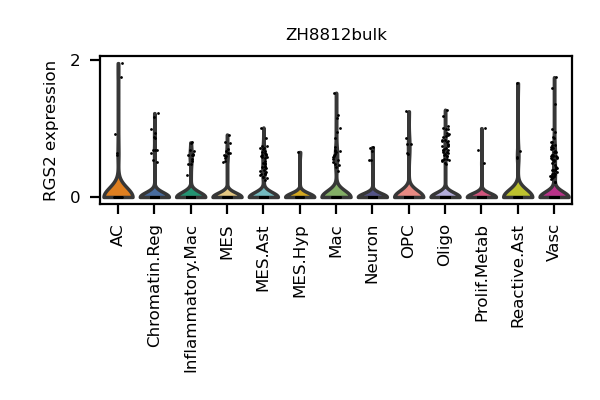 ZH8812bulk
RGS2 expression
2
0
AC
Chromatin.Reg
Inflammatory.Mac
MES
MES.Ast
MES.Hyp
Mac
Neuron
OPC
Oligo
Prolif.Metab
Reactive.Ast
Vasc